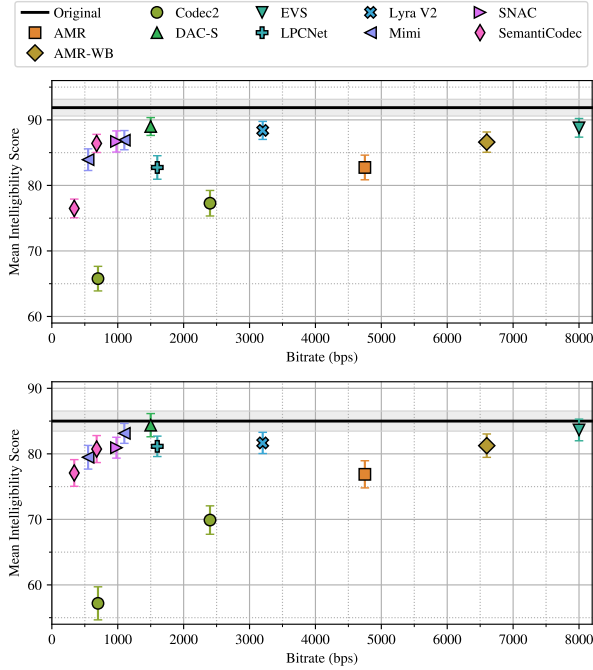 Original Codec2 EVS Lyra V2 SNAC
AMR DAC-S LPCNet Mimi SemantiCodec
AMR-WB
90
80
70
60
Mean Intelligibility Score
0 1000 2000 3000 4000 5000 6000 7000 8000
Bitrate (bps)
90
80
70
60
Mean Intelligibility Score
0 1000 2000 3000 4000 5000 6000 7000 8000
Bitrate (bps)